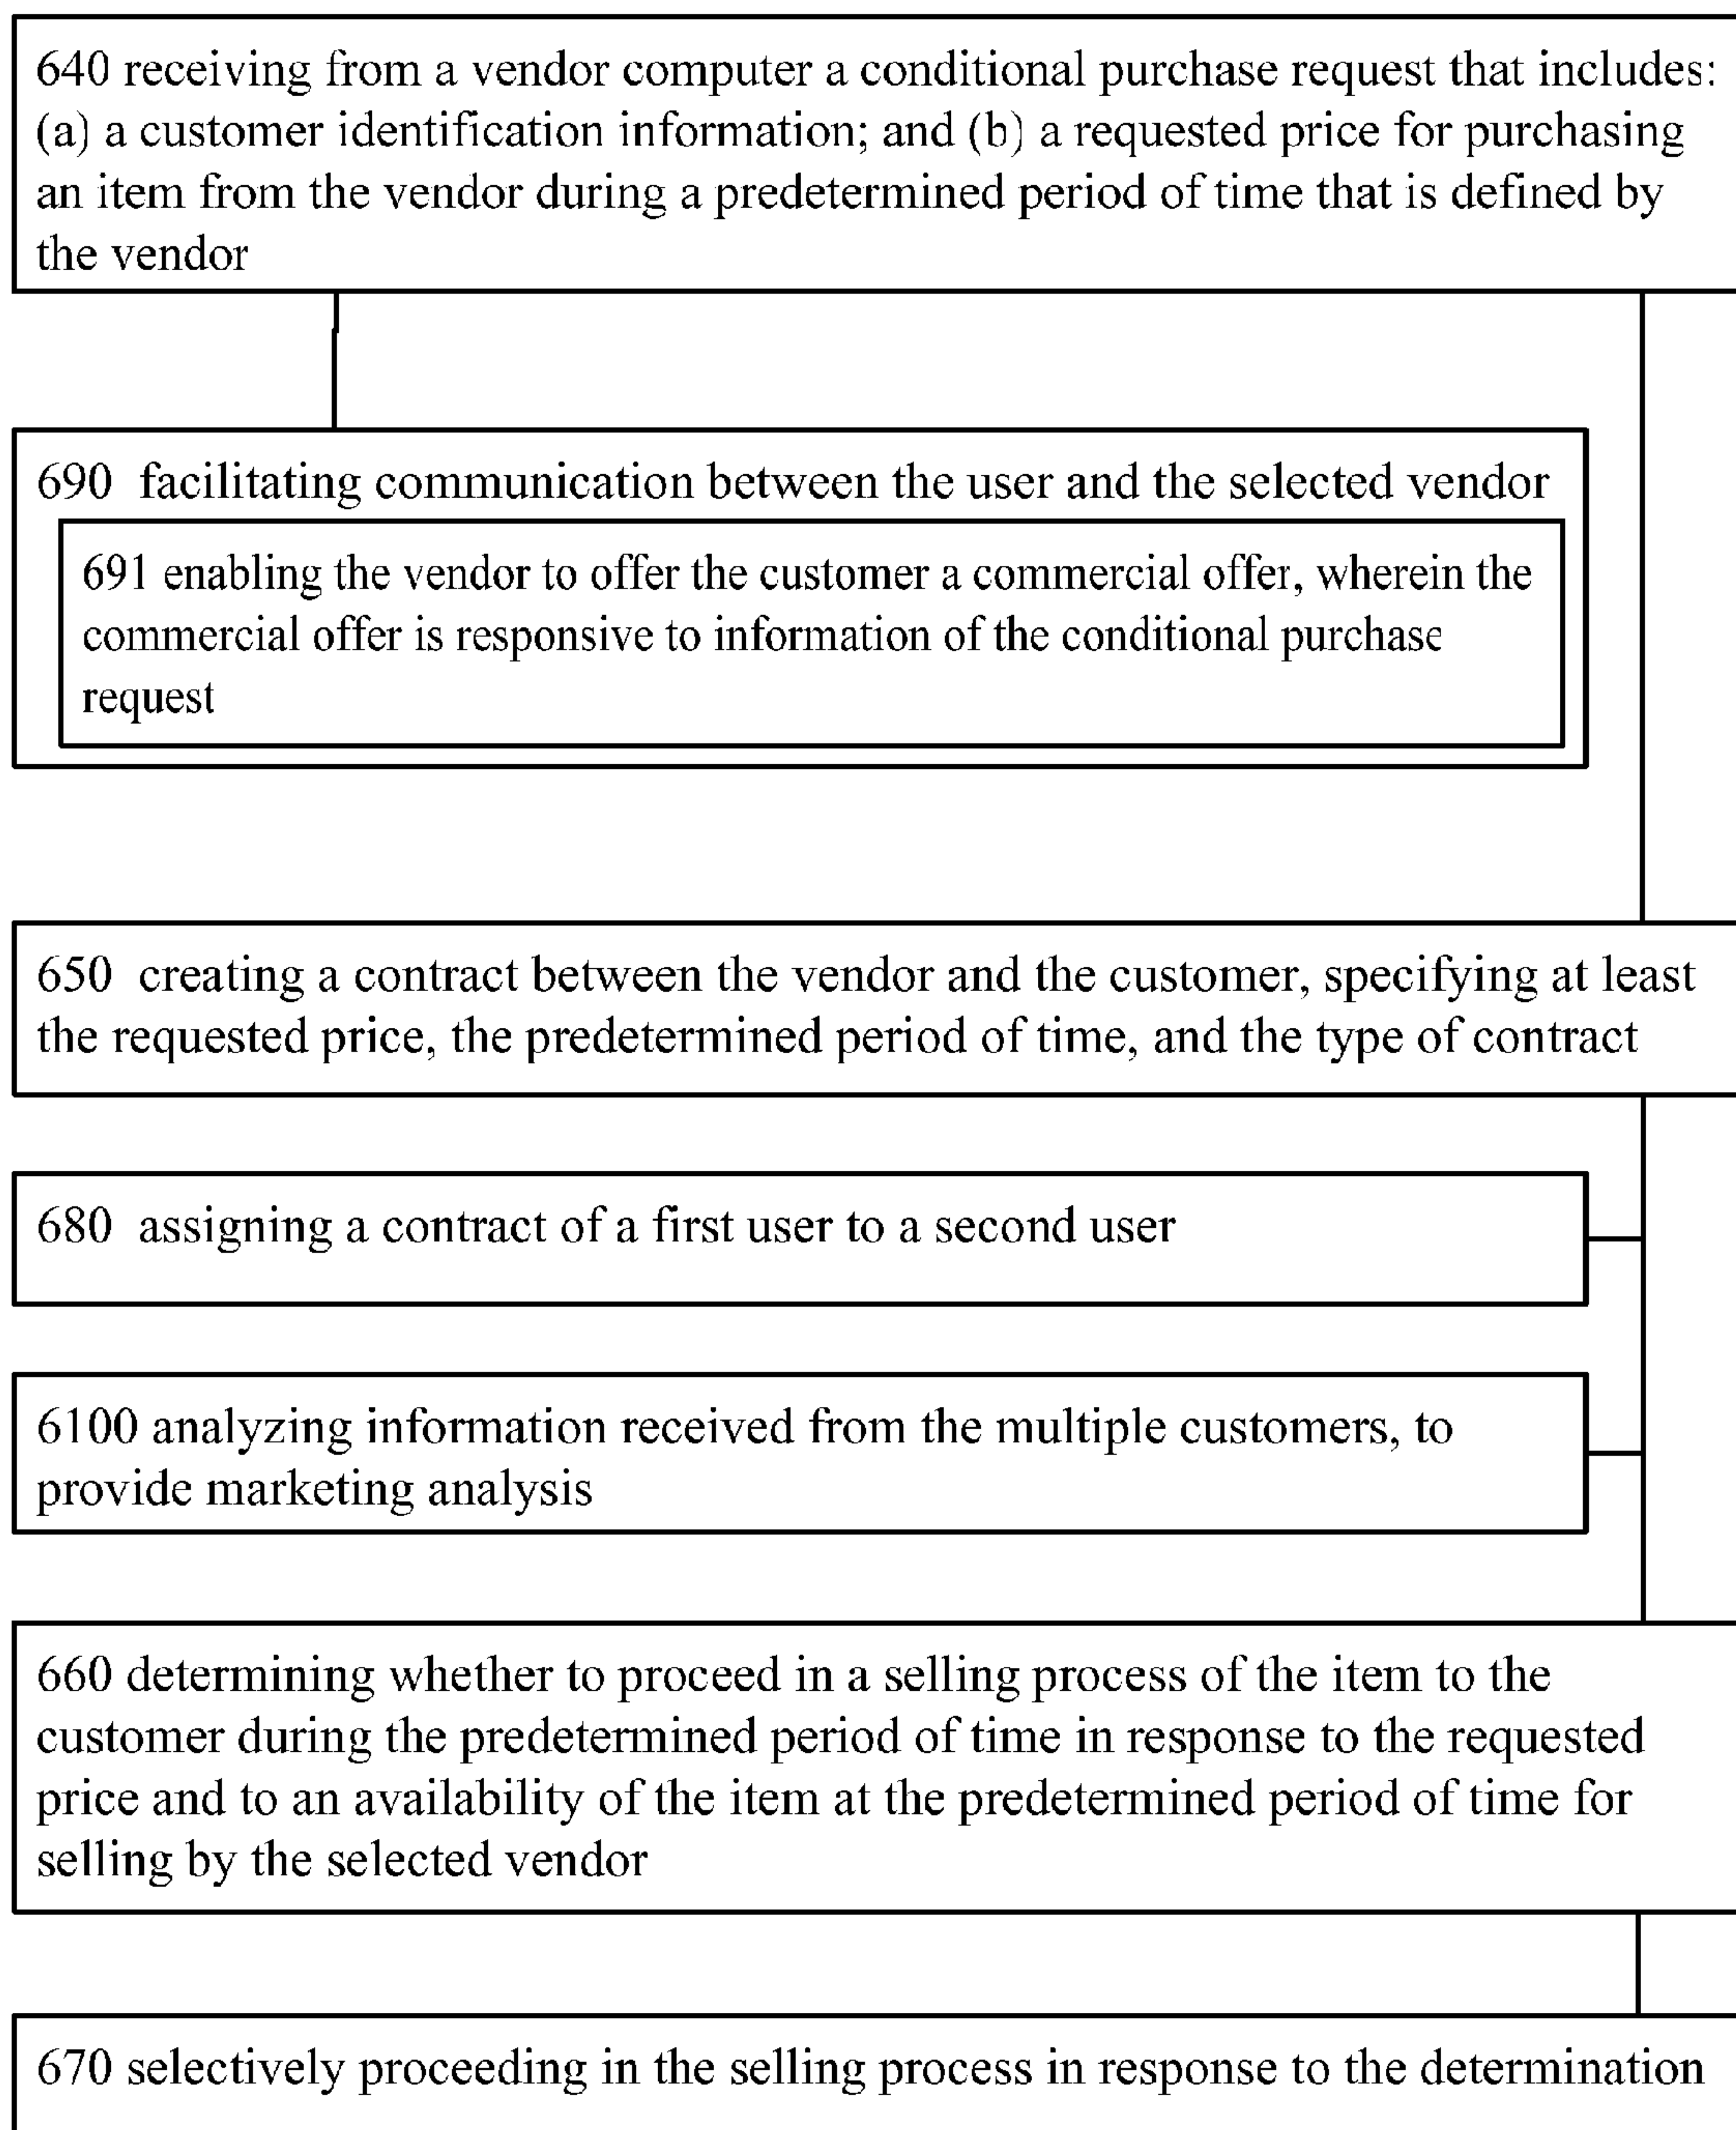 640 receiving from a vendor computer a conditional purchase request that includes:
(a) a customer identification information; and (b) a requested price for purchasing
an item from the vendor during a predetermined period of time that is defined by
the vendor
690 facilitating communication between the user and the selected vendor
691 enabling the vendor to offer the customer a commercial offer, wherein the
commercial offer is responsive to information of the conditional purchase
request
650 creating a contract between the vendor and the customer, specifying at least
the requested price, the predetermined period of time, and the type of contract
680 assigning a contract of a first user to a second user
6100 analyzing information received from the multiple customers, to
provide marketing analysis
660 determining whether to proceed in a selling process of the item to the
customer during the predetermined period of time in response to the requested
price and to an availability of the item at the predetermined period of time for
selling by the selected vendor
670 selectively proceeding in the selling process in response to the determination